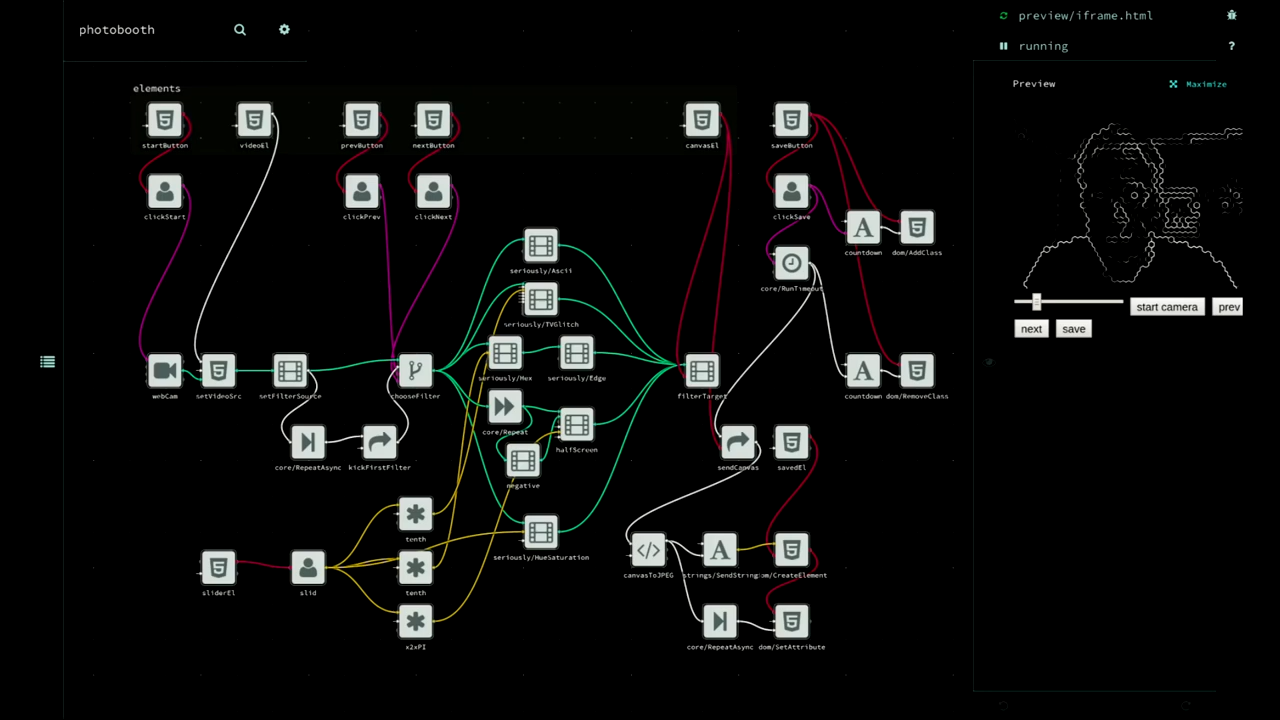 photobooth
preview/iframe.html
running
?
Preview
Maximize
elements
startButton
videoEl
prevButton
nextButton
canvasEl
saveButton
clickStart
clickPrev
clickNext
clickSave
countdown
dom/AddClass
seriously/Ascii
core/RunTimeout
seriously/TVGlitch
start camera
prev
next
save
seriously/Hex
seriously/Edge
webCam
setVideoSrc
setFilterSource
chooseFilter
filterTarget
countdown
dom/RemoveClass
core/Repeat
halfScreen
core/RepeatAsync
kickFirstFilter
sendCanvas
savedEl
negative
tenth
seriously/HueSaturation
sliderEl
slid
tenth
canvasToJPEG
strings/SendString
om/CreateElement
x2xPI
core/RepeatAsync
dom/SetAttribute